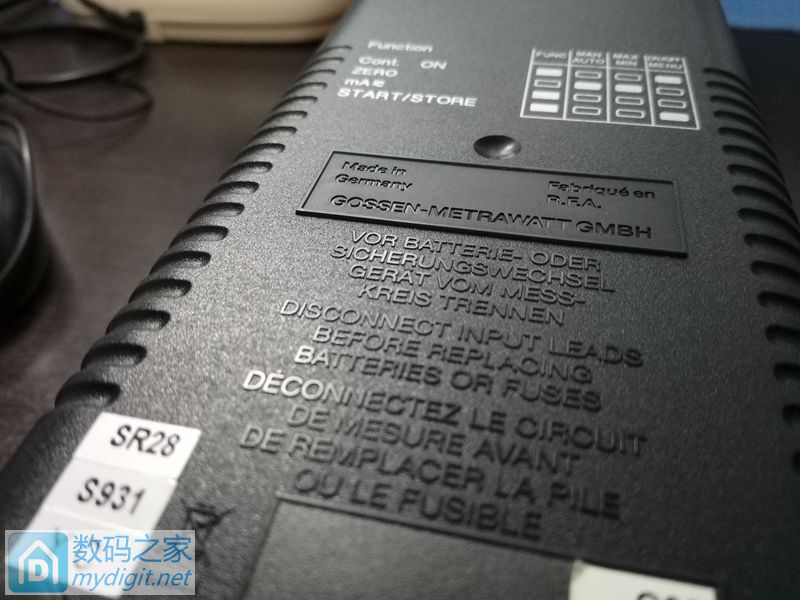 Function
Cont. ON
ZERO
mA
START/STORE
FUNC
MAN
AUTO
MAX
MIN
ON/OFF
MENU
Made in
Germany
Fabriqué en
R.F.A.
GOSSEN-METRAWATT GMBH
VOR BATTERIE- ODER
SICHERUNGSWECHSEL
GERÄT VOM MESS-
KREIS TRENNEN
DISCONNECT INPUT LEADS
BEFORE REPLACING
BATTERIES OR FUSES
DÉCONNECTEZ LE CIRCUIT
DE MESURE AVANT
DE REMPLACER LA PILE
OU LE FUSIBLE
SR28
S931
数码之家
mydigit.net